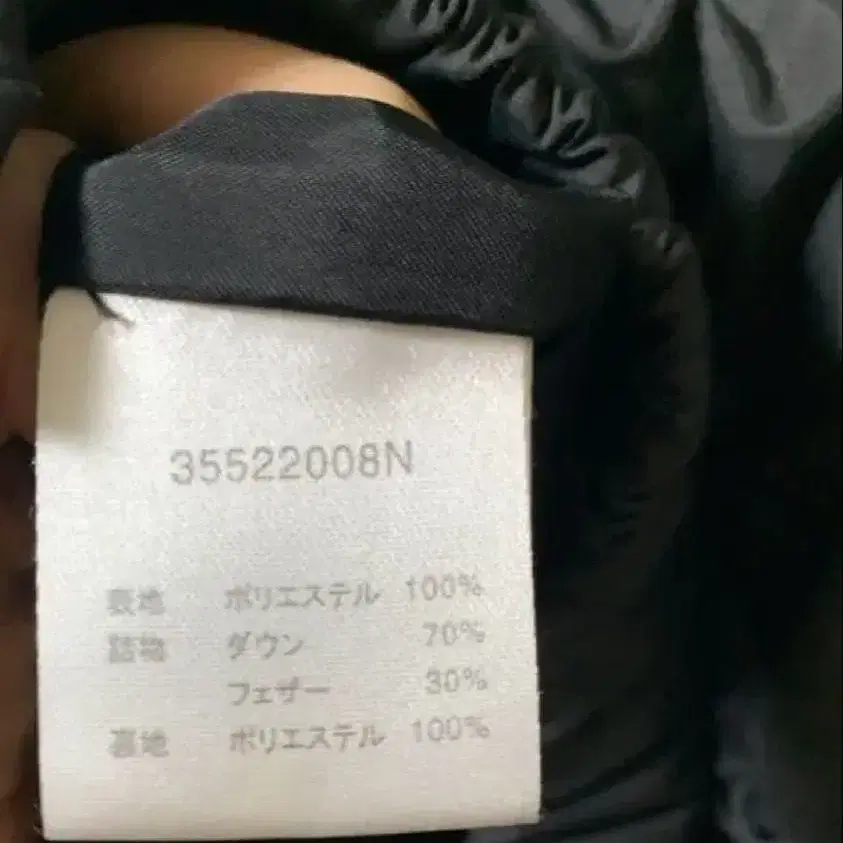 35522008N
表地 ポリエステル 100%
詰物 ダウン 70%
フェザー 30%
裏地 ポリエステル 100%